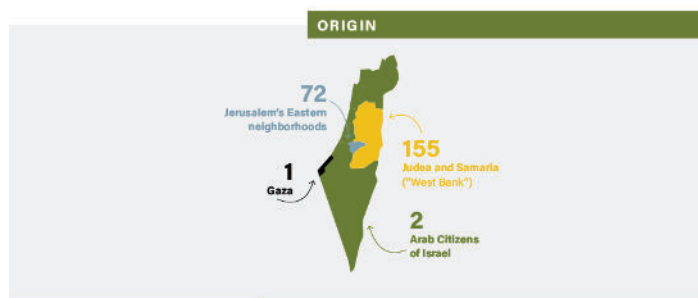 ORIGIN
72
Jerusalem's Eastern
neighborhoods
155
Judea and Samaria
("West Bank")
1
Gaza
2
Arab Citizens
of Israel